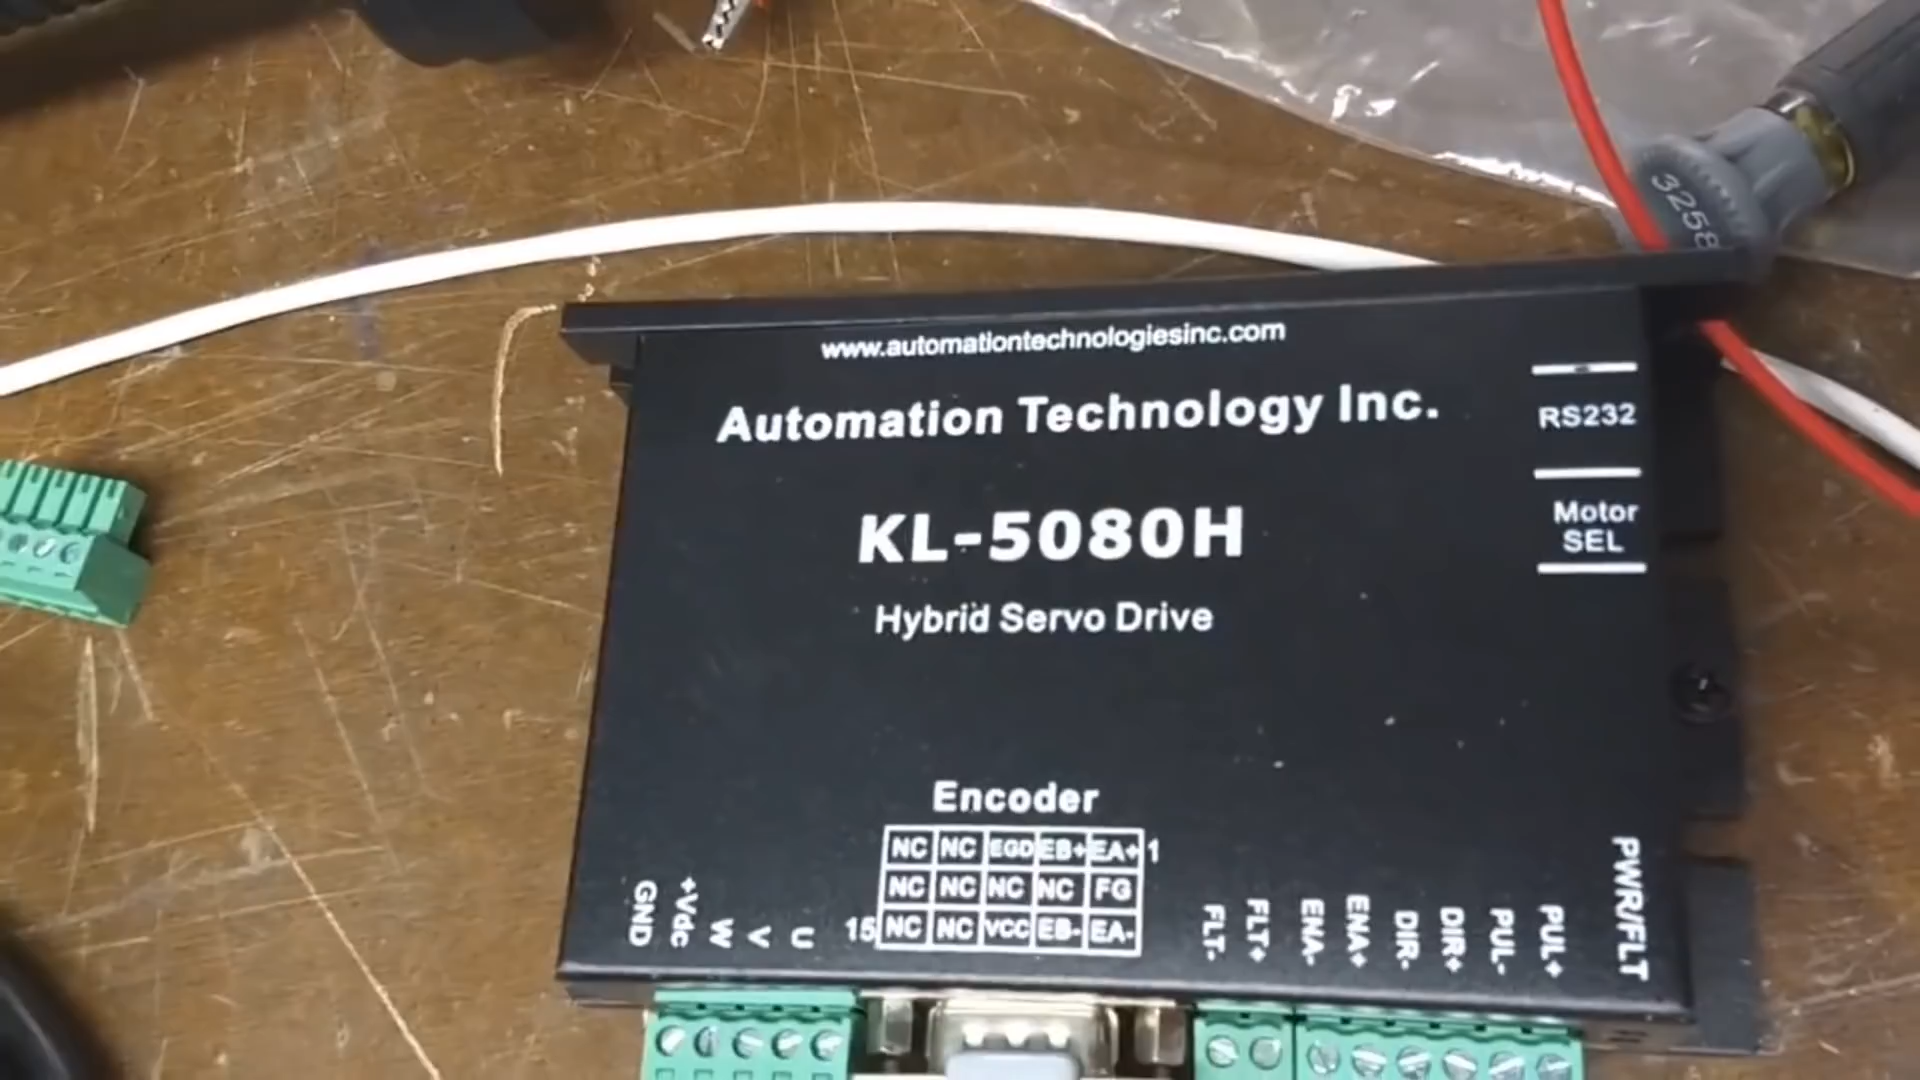 3258
www.automationtechnologiesinc.com
Automation Technology Inc.
RS232
KL-5080H
Motor
SEL
Hybrid Servo Drive
Encoder
NC NC EGD EB+ EA+ 1
NC NC NC NC FG
15 NC NC VCC EB- EA-
GND
+Vdc
W
V
U
FLT-
FLT+
ENA-
ENA+
DIR-
DIR+
PUL-
PUL+
PWR/FLT